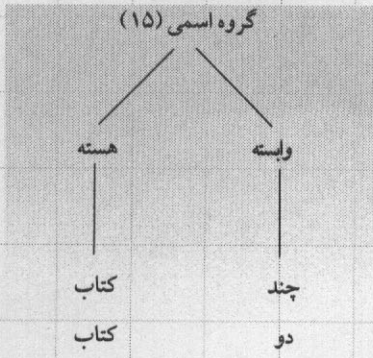 گروه اسمی (۱۵)
وابسته هسته
چند کتاب
دو کتاب